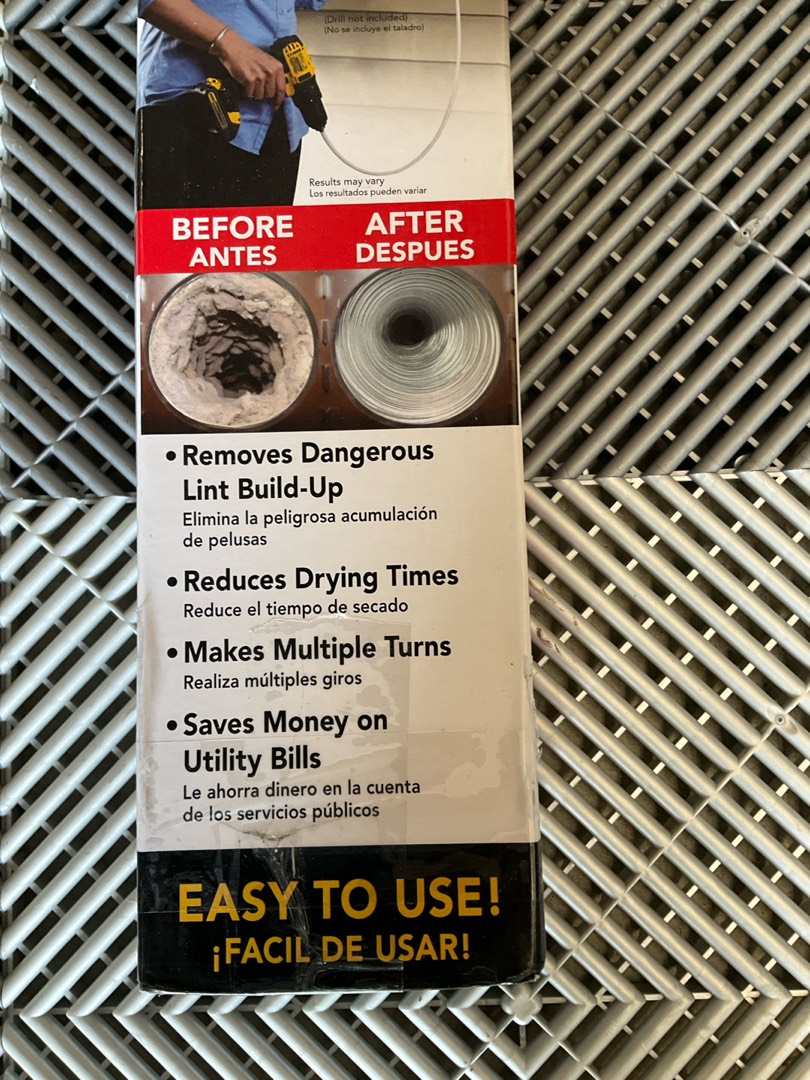 (Drill not included)
(No se incluye el taladro)
Results may vary
Los resultados pueden variar
BEFORE
ANTES
AFTER
DESPUES
• Removes Dangerous
Lint Build-Up
Elimina la peligrosa acumulación
de pelusas
• Reduces Drying Times
Reduce el tiempo de secado
• Makes Multiple Turns
Realiza múltiples giros
• Saves Money on
Utility Bills
Le ahorra dinero en la cuenta
de los servicios públicos
EASY TO USE!
¡FACIL DE USAR!